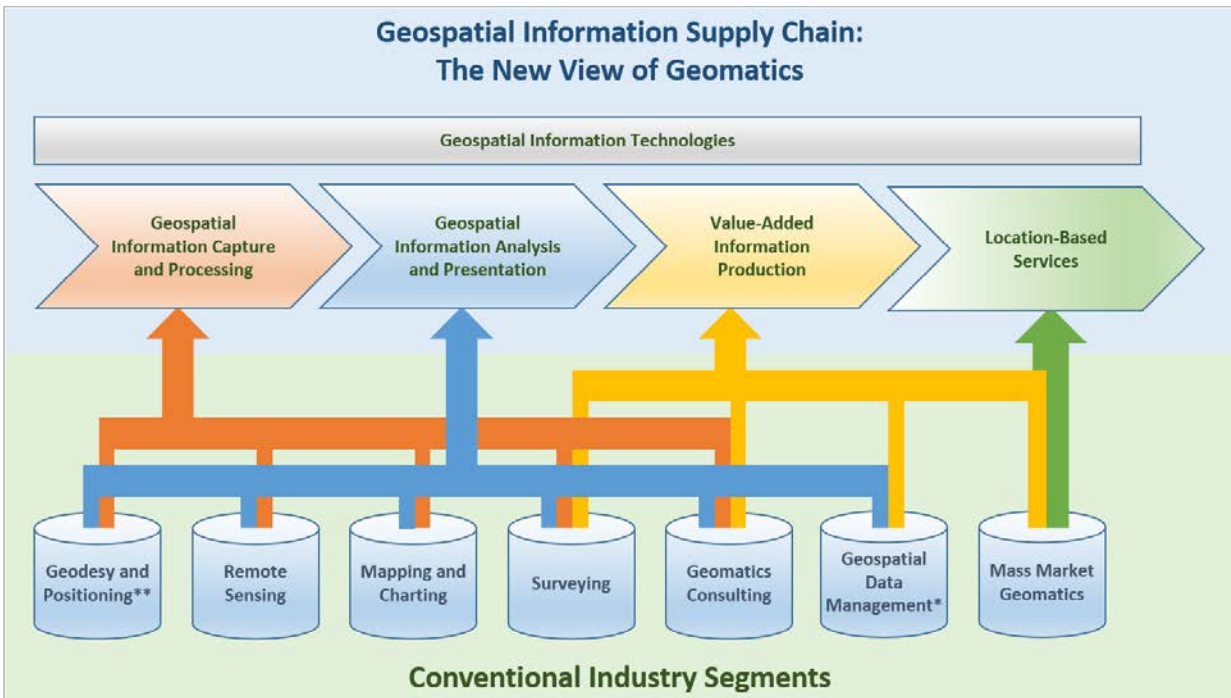 Geospatial Information Supply Chain:
The New View of Geomatics
Geospatial Information Technologies
Geospatial
Information Capture
and Processing
Geospatial
Information Analysis
and Presentation
Value-Added
Information
Production
Location-Based
Services
Geodesy and
Positioning**
Remote
Sensing
Mapping and
Charting
Surveying
Geomatics
Consulting
Geospatial
Data
Management*
Mass Market
Geomatics
Conventional Industry Segments